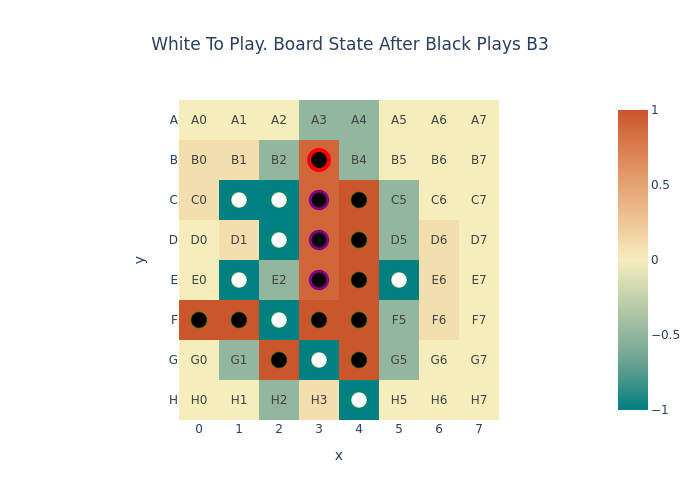 White To Play. Board State After Black Plays B3
A A0 A1 A2 A3 A4 A5 A6 A7
B B0 B1 B2 B4 B5 B6 B7
C C0 C5 C6 C7
D D0 D1 D5 D6 D7
E E0 E2 E6 E7
F F5 F6 F7
G G0 G1 G5 G6 G7
H H0 H1 H2 H3 H5 H6 H7
0 1 2 3 4 5 6 7
x
y
1
0.5
0
−0.5
−1